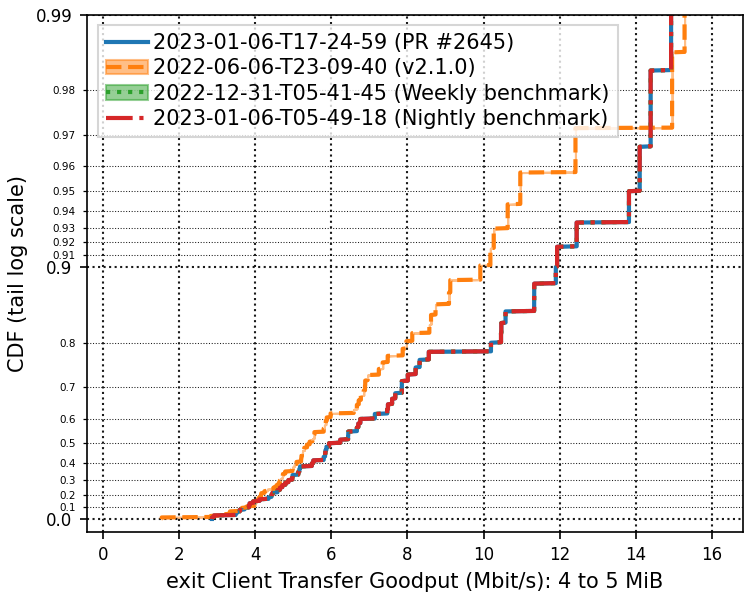 0.99
2023-01-06-T17-24-59 (PR #2645)
2022-06-06-T23-09-40 (v2.1.0)
2022-12-31-T05-41-45 (Weekly benchmark)
2023-01-06-T05-49-18 (Nightly benchmark)
0.98
0.97
0.96
0.95
0.94
0.93
0.92
0.91
0.9
0.8
0.7
0.6
0.5
0.4
0.3
0.2
0.1
0.0
CDF (tail log scale)
0 2 4 6 8 10 12 14 16
exit Client Transfer Goodput (Mbit/s): 4 to 5 MiB